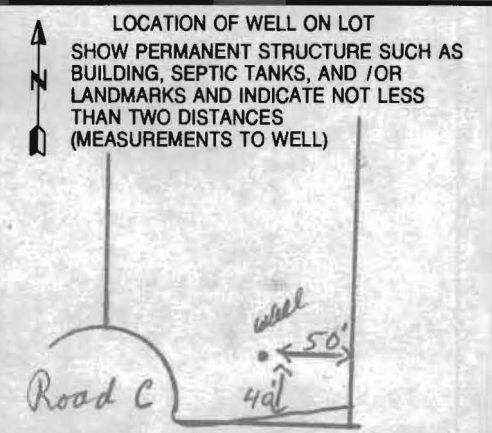 LOCATION OF WELL ON LOT
N
SHOW PERMANENT STRUCTURE SUCH AS
BUILDING, SEPTIC TANKS, AND /OR
LANDMARKS AND INDICATE NOT LESS
THAN TWO DISTANCES
(MEASUREMENTS TO WELL)
well
50'
Road C